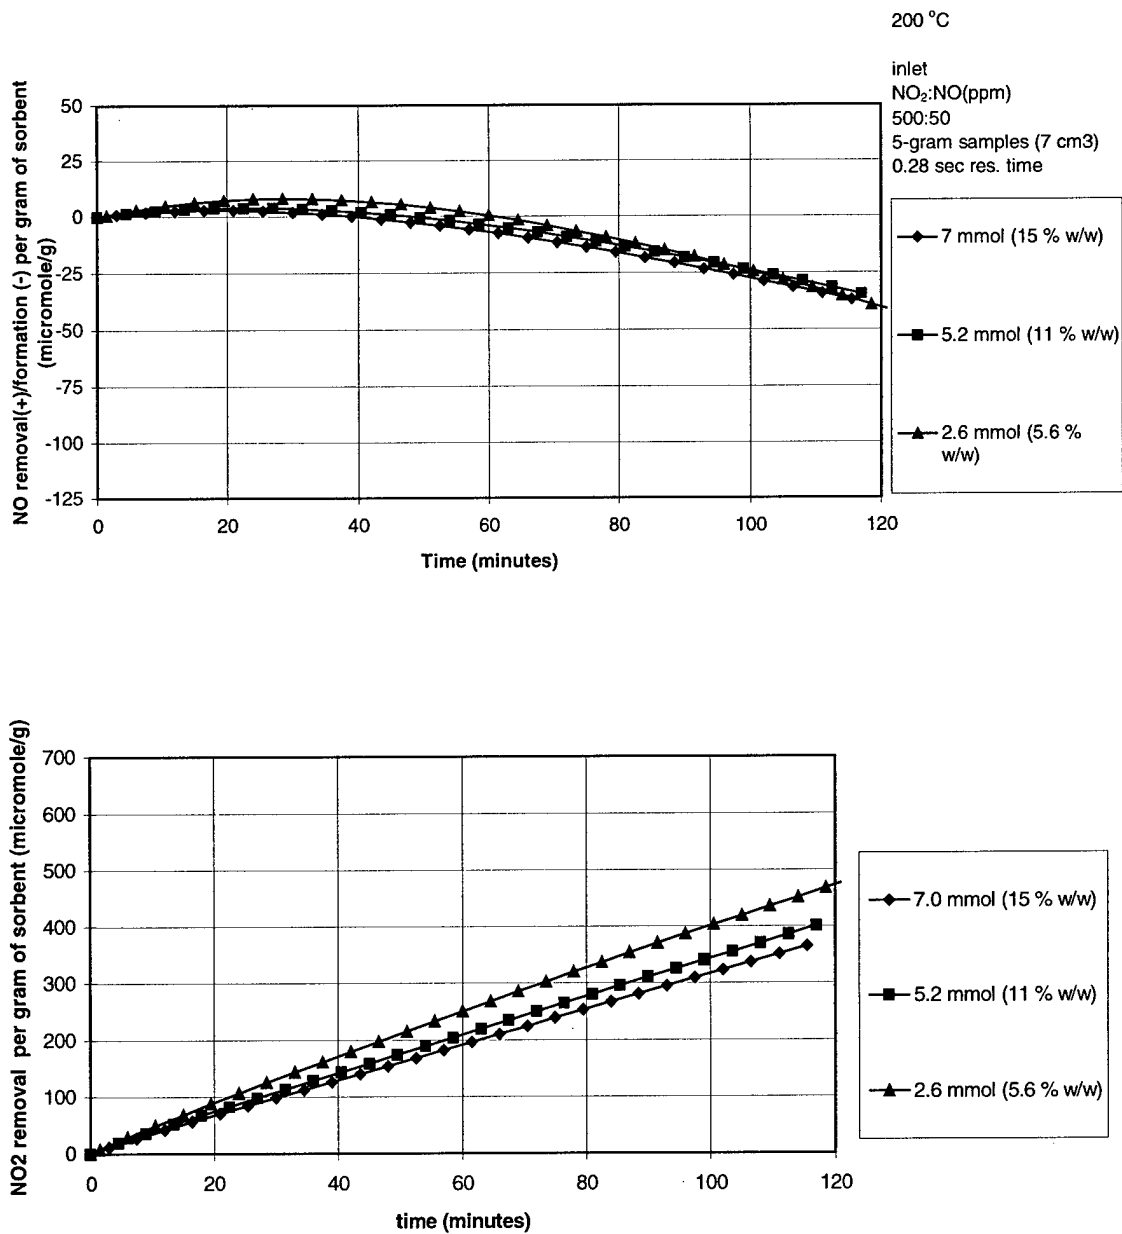 200 °C
inlet
NO₂:NO(ppm)
500:50
5-gram samples (7 cm3)
0.28 sec res. time
NO removal(+)/formation (-) per gram of sorbent
(micromole/g)
50
25
0
-25
-50
-75
-100
-125
0 20 40 60 80 100 120
Time (minutes)
7 mmol (15 % w/w)
5.2 mmol (11 % w/w)
2.6 mmol (5.6 %
w/w)
NO2 removal per gram of sorbent (micromole/g)
700
600
500
400
300
200
100
0
0 20 40 60 80 100 120
time (minutes)
7.0 mmol (15 % w/w)
5.2 mmol (11 % w/w)
2.6 mmol (5.6 % w/w)